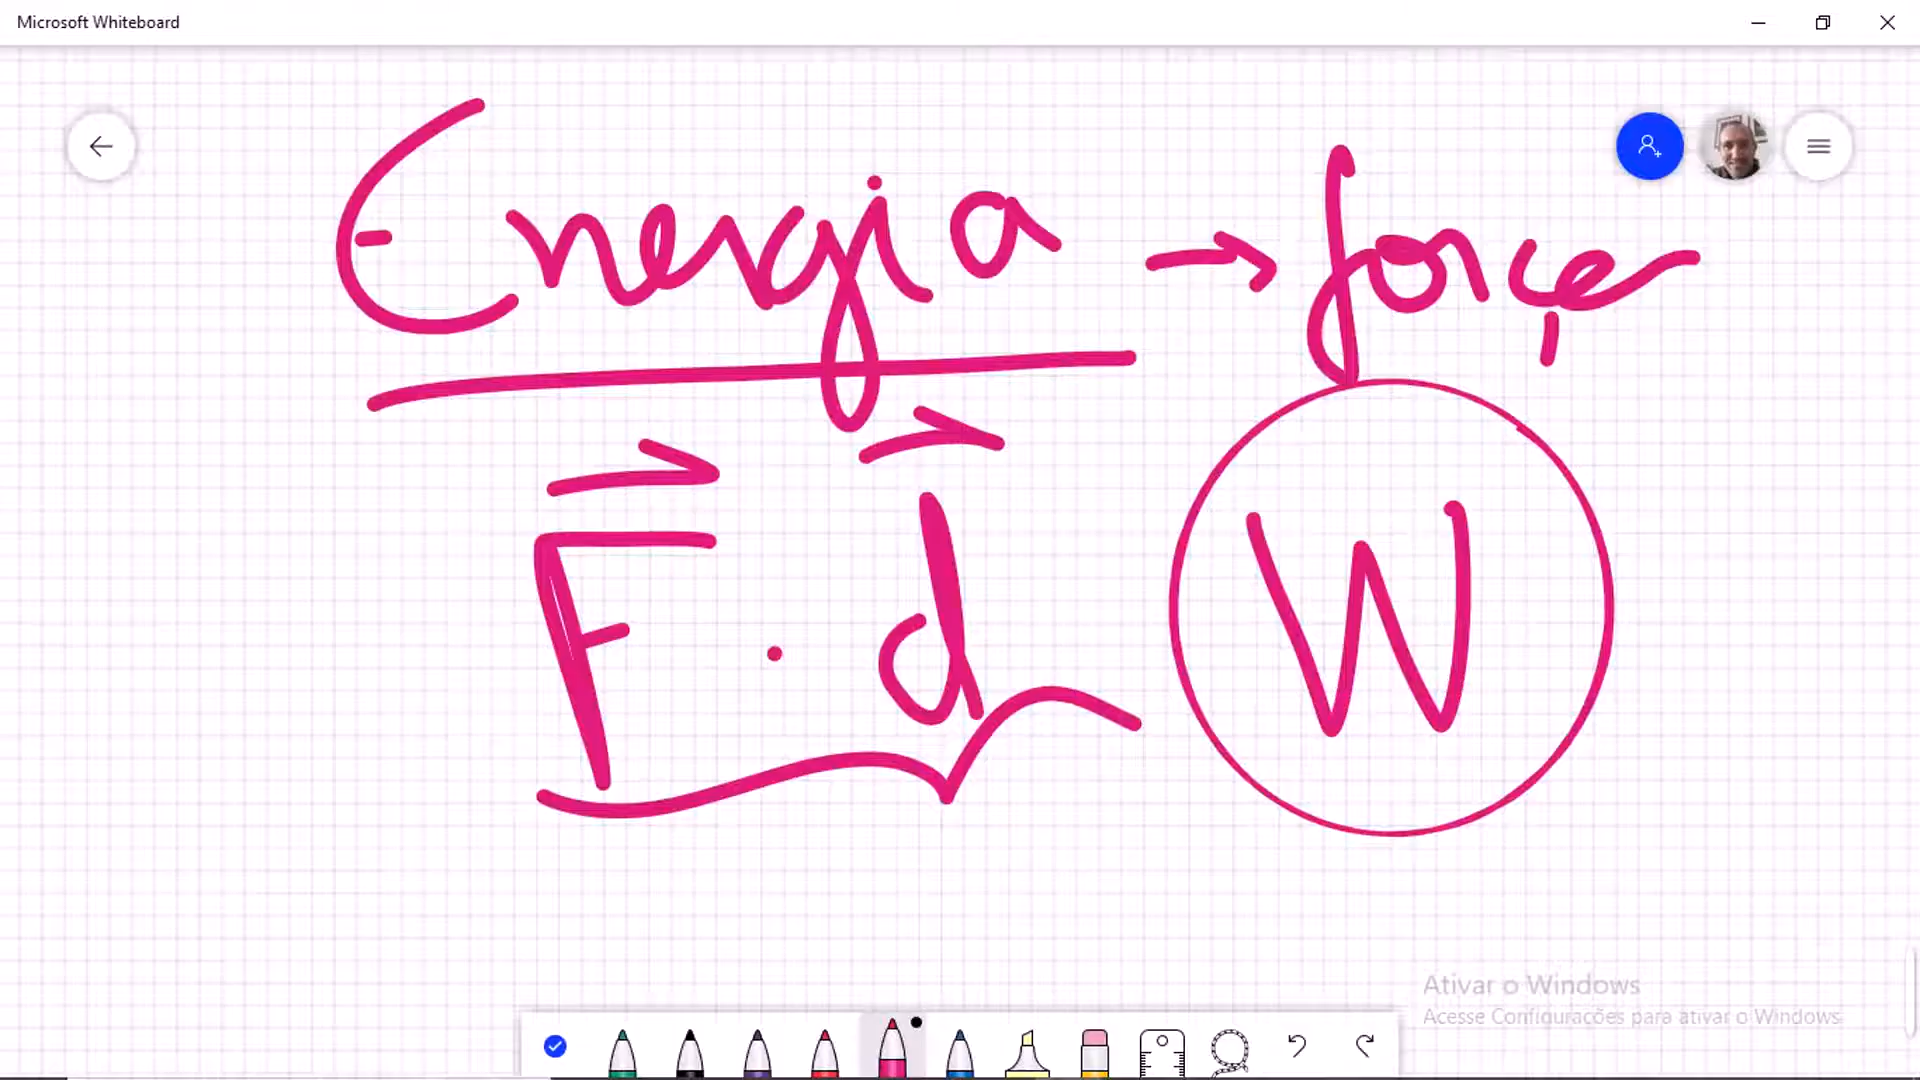 Microsoft Whiteboard
Energia → força
F⃗ . d⃗ W
Ativar o Windows
Acesse Configurações para ativar o Windows.